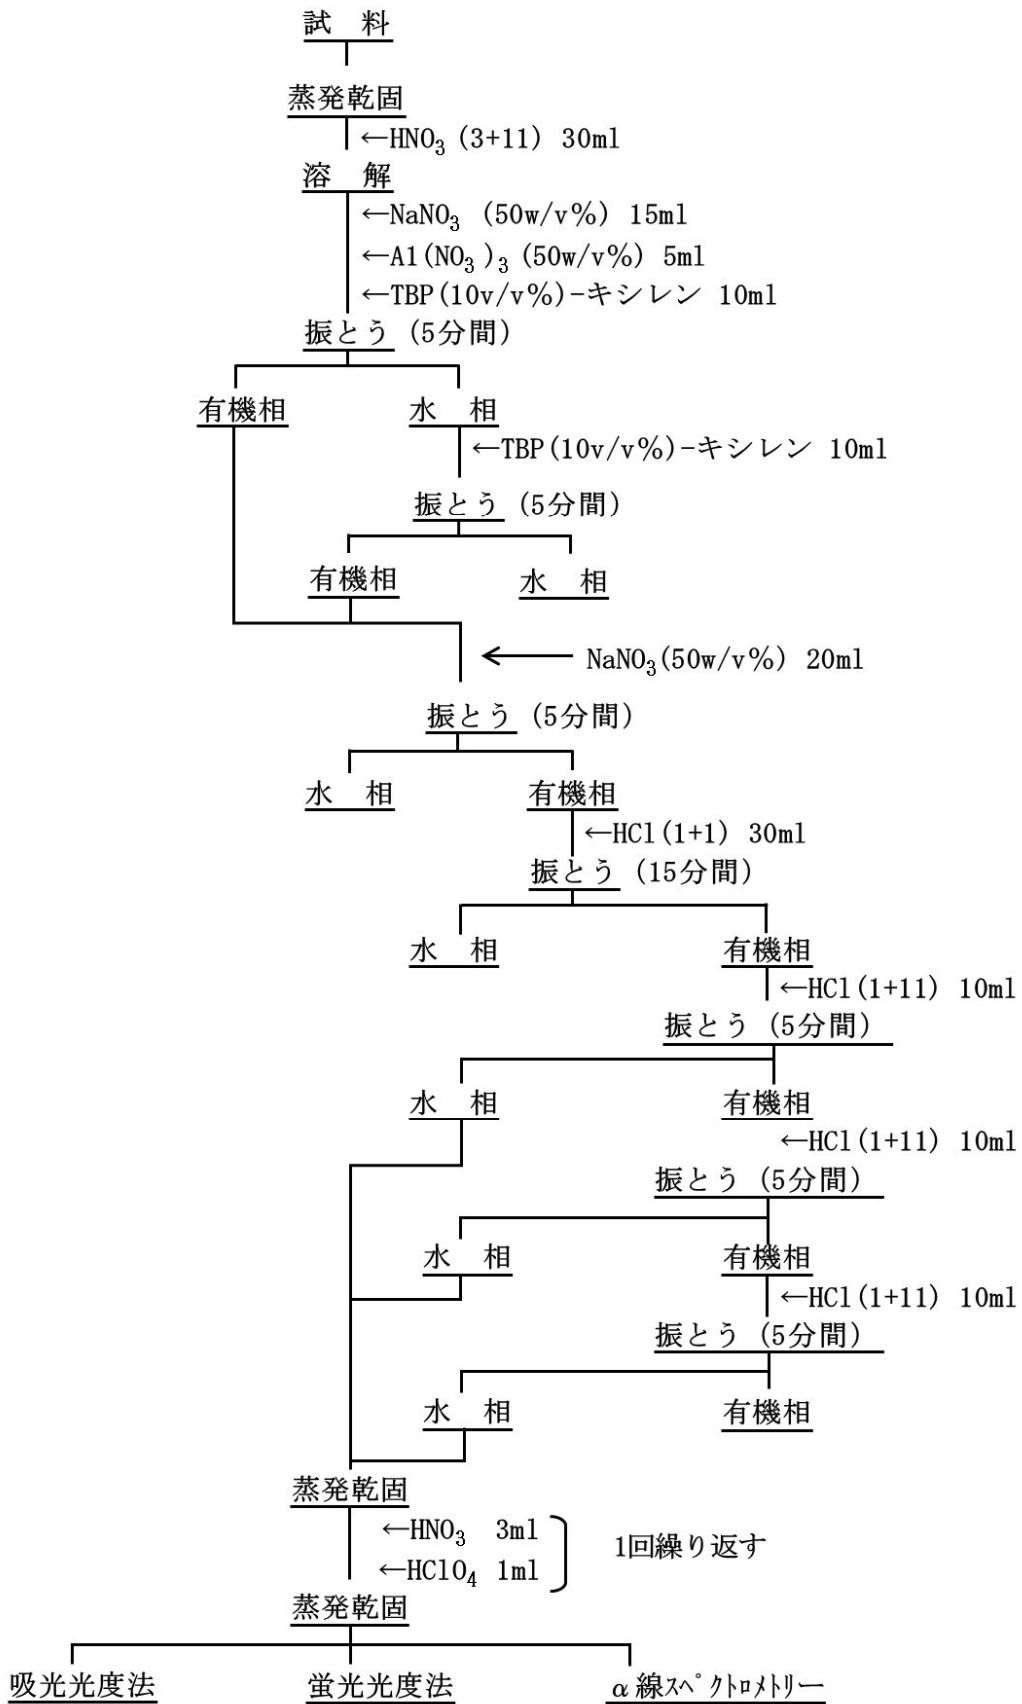 試　料
蒸発乾固
←HNO₃ (3+11) 30ml
溶　解
←NaNO₃ (50w/v%) 15ml
←Al(NO₃)₃ (50w/v%) 5ml
←TBP(10v/v%)-キシレン 10ml
振とう (5分間)
有機相　水　相
←TBP(10v/v%)-キシレン 10ml
振とう (5分間)
有機相　水　相
NaNO₃(50w/v%) 20ml
振とう (5分間)
水　相　有機相
←HCl(1+1) 30ml
振とう (15分間)
水　相　有機相
←HCl(1+11) 10ml
振とう (5分間)
水　相　有機相
←HCl(1+11) 10ml
振とう (5分間)
水　相　有機相
←HCl(1+11) 10ml
振とう (5分間)
水　相　有機相
蒸発乾固
←HNO₃ 3ml
1回繰り返す
←HClO₄ 1ml
蒸発乾固
吸光光度法　蛍光光度法　α線ｽﾍﾟｸﾄﾛﾒﾄﾘー